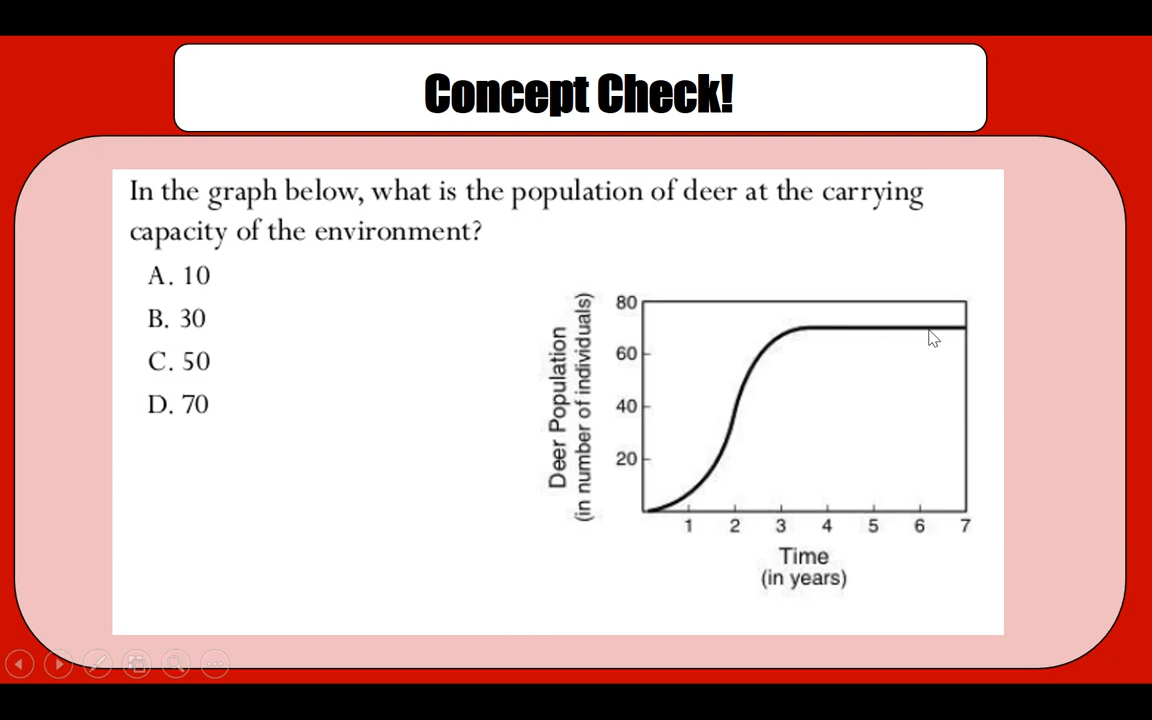 Concept Check!
In the graph below, what is the population of deer at the carrying
capacity of the environment?
A. 10
B. 30
C. 50
D. 70
Deer Population
(in number of individuals)
80
60
40
20
1 2 3 4 5 6 7
Time
(in years)